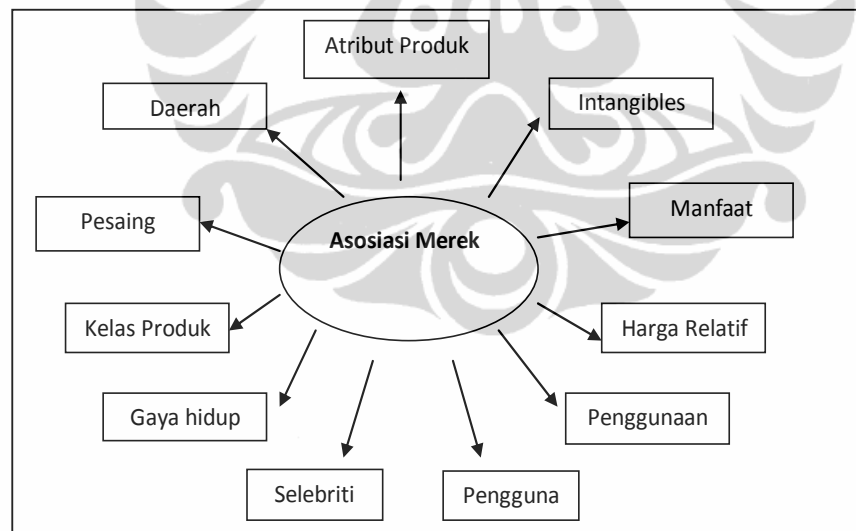 Atribut Produk
Daerah
Intangibles
Pesaing
Manfaat
Asosiasi Merek
Kelas Produk
Harga Relatif
Gaya hidup
Penggunaan
Selebriti
Pengguna